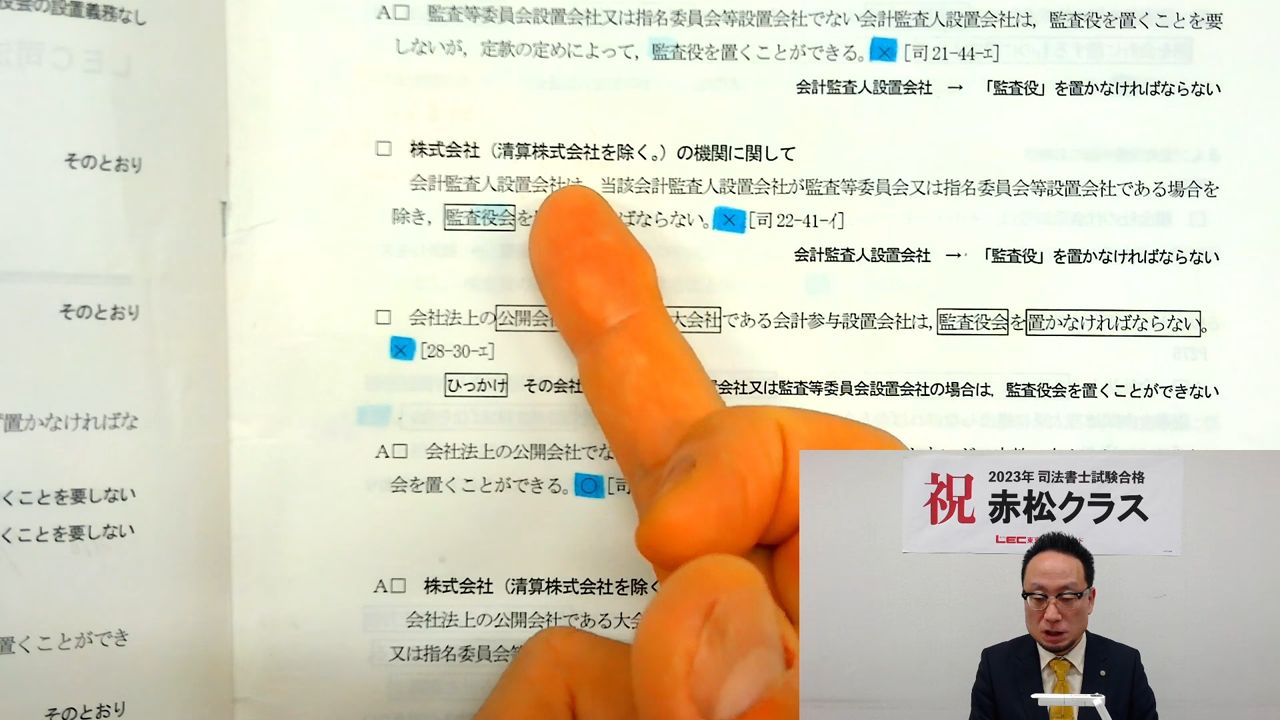 役会の設置義務なし
そのとおり
そのとおり
置かなければな
くことを要しない
くことを要しない
置くことができ
そのとおり
A□ 監査等委員会設置会社又は指名委員会等設置会社でない会計監査人設置会社は，監査役を置くことを要
しないが，定款の定めによって，監査役を置くことができる。× [司 21-44-エ]
会計監査人設置会社 → 「監査役」を置かなければならない
□ 株式会社（清算株式会社を除く。）の機関に関して
会計監査人設置会社は，当該会計監査人設置会社が監査等委員会又は指名委員会等設置会社である場合を
除き，監査役会を ばならない。× [司 22-41-イ]
会計監査人設置会社 → 「監査役」を置かなければならない
□ 会社法上の公開会 大会社である会計参与設置会社は，監査役会を置かなければならない。
× [28-30-エ]
ひっかけ その会 会社又は監査等委員会設置会社の場合は，監査役会を置くことができない
A□ 会社法上の公開会社でな
会を置くことができる。○ [司
A□ 株式会社（清算株式会社を除く
会社法上の公開会社である大会
又は指名委員会等
祝 2023年 司法書士試験合格
赤松クラス
LEC